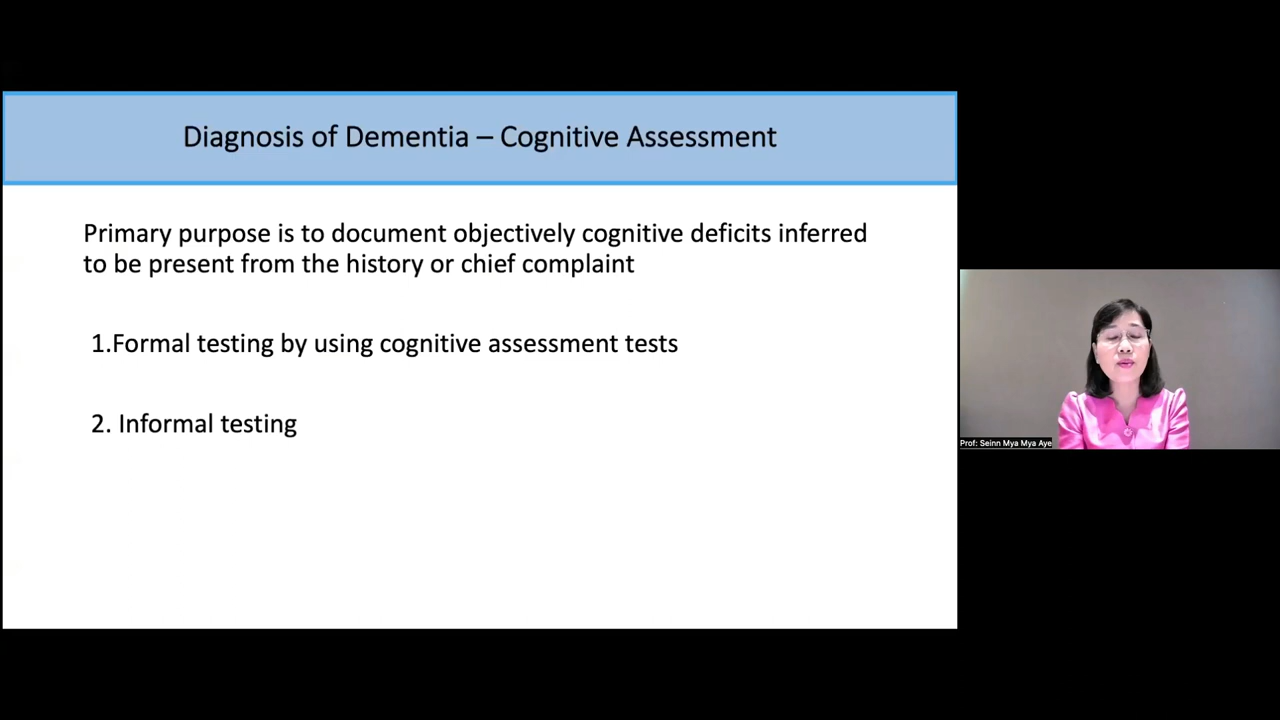 Diagnosis of Dementia – Cognitive Assessment
Primary purpose is to document objectively cognitive deficits inferred
to be present from the history or chief complaint
1.Formal testing by using cognitive assessment tests
2. Informal testing
Prof: Seinn Mya Mya Aye